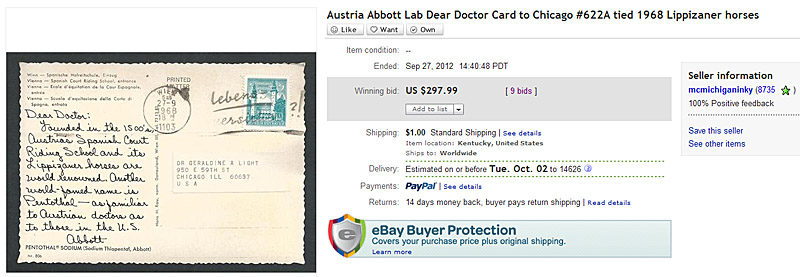 Austria Abbott Lab Dear Doctor Card to Chicago #622A tied 1968 Lippizaner horses
Like Want Own
Item condition: --
Ended: Sep 27, 2012 14:40:48 PDT
Winning bid: US $297.99 [ 9 bids ]
Add to list
Shipping: $1.00 Standard Shipping | See details
Item location: Kentucky, United States
Ships to: Worldwide
Delivery: Estimated on or before Tue. Oct. 02 to 14626
Payments: PayPal | See details
Returns: 14 days money back, buyer pays return shipping | Read details
eBay Buyer Protection
Covers your purchase price plus original shipping.
Learn more
Seller information
mcmichiganinky (8735 )
100% Positive feedback
Save this seller
See other items
Wien — Spanische Hofreitschule, Einzug
Vienna — Spanish Court Riding School, entrance
Vienne — Ecole d'équitation de la Cour Espagnole,
entrée
Vienna — Scuola d'equitazione della Corte di
Spagna, entrata
Dear Doctor:
Founded in the 1500's,
Austria's Spanish Court
Riding School and its
Lippizaner horses are
world renowned. Another
world-famed name is
Pentothal — as familiar
to Austrian doctors as
to those in the U.S.
Abbott
PENTOTHAL® SODIUM (Sodium Thiopental, Abbott)
no. 806
PRINTED
MATTER
WIEN
27-9
1968
1103
lebens
?!
DR GERALDINE A LIGHT
950 E 59TH ST
CHICAGO ILL 60637
U S A